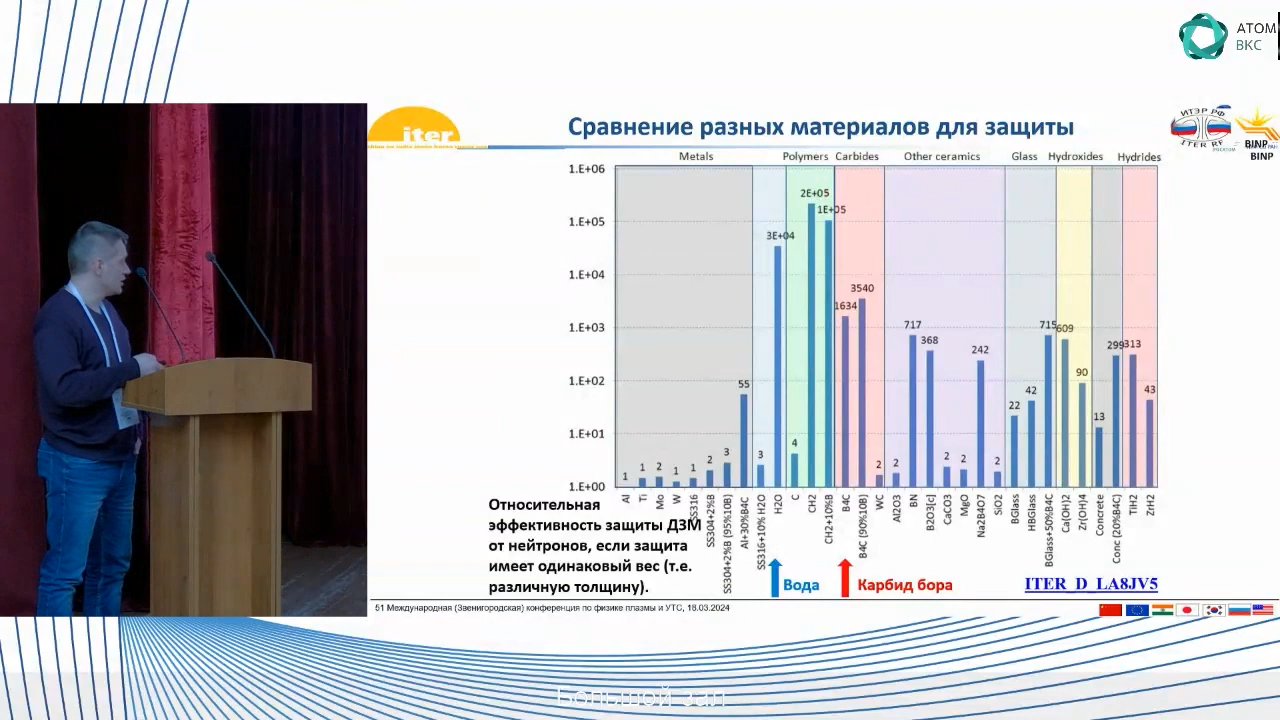 АТОМ
ВКС
iter
Сравнение разных материалов для защиты
ИТЭР РФ
ITER RF
BINP
BINP
Metals
Polymers
Carbides
Other ceramics
Glass
Hydroxides
Hydrides
1.E+06
1.E+05
1.E+04
1.E+03
1.E+02
1.E+01
1.E+00
1
1
2
1
1
2
3
55
3
3E+04
4
2E+05
1E+05
1634
3540
2
2
717
368
2
2
242
2
22
42
715
609
90
13
299
313
43
Al
Ti
Mo
W
SS316
SS304+2%B
SS304+2%B (95%10B)
Al+30%B4C
SS316+10% H2O
H2O
C
CH2
CH2+10%B
B4C
B4C (90%10B)
WC
Al2O3
BN
B2O3[c)
CaCO3
MgO
Na2B4O7
SiO2
BGlass
HBGlass
BGlass+50%B4C
Ca(OH)2
Zr(OH)4
Concrete
Conc (20%B4C)
TiH2
ZrH2
Относительная
эффективность защиты ДЗМ
от нейтронов, если защита
имеет одинаковый вес (т.е.
различную толщину).
Вода
Карбид бора
ITER_D_LA8JV5
51 Международная (Звенигородская) конференция по физике плазмы и УТС, 18.03.2024
Большой зал